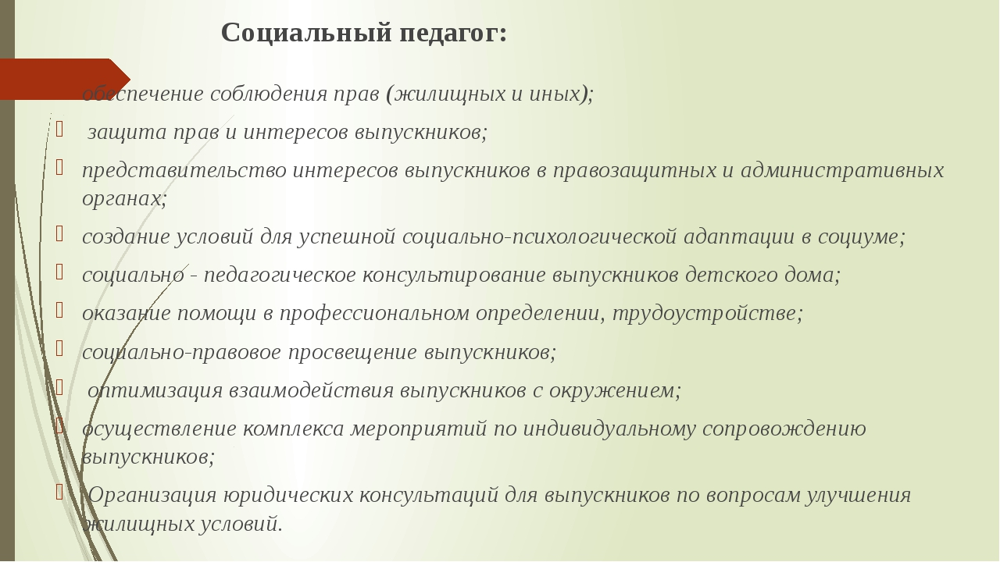 Социальный педагог:
обеспечение соблюдения прав (жилищных и иных);
защита прав и интересов выпускников;
представительство интересов выпускников в правозащитных и административных
органах;
создание условий для успешной социально-психологической адаптации в социуме;
социально - педагогическое консультирование выпускников детского дома;
оказание помощи в профессиональном определении, трудоустройстве;
социально-правовое просвещение выпускников;
оптимизация взаимодействия выпускников с окружением;
осуществление комплекса мероприятий по индивидуальному сопровождению
выпускников;
Организация юридических консультаций для выпускников по вопросам улучшения
жилищных условий.